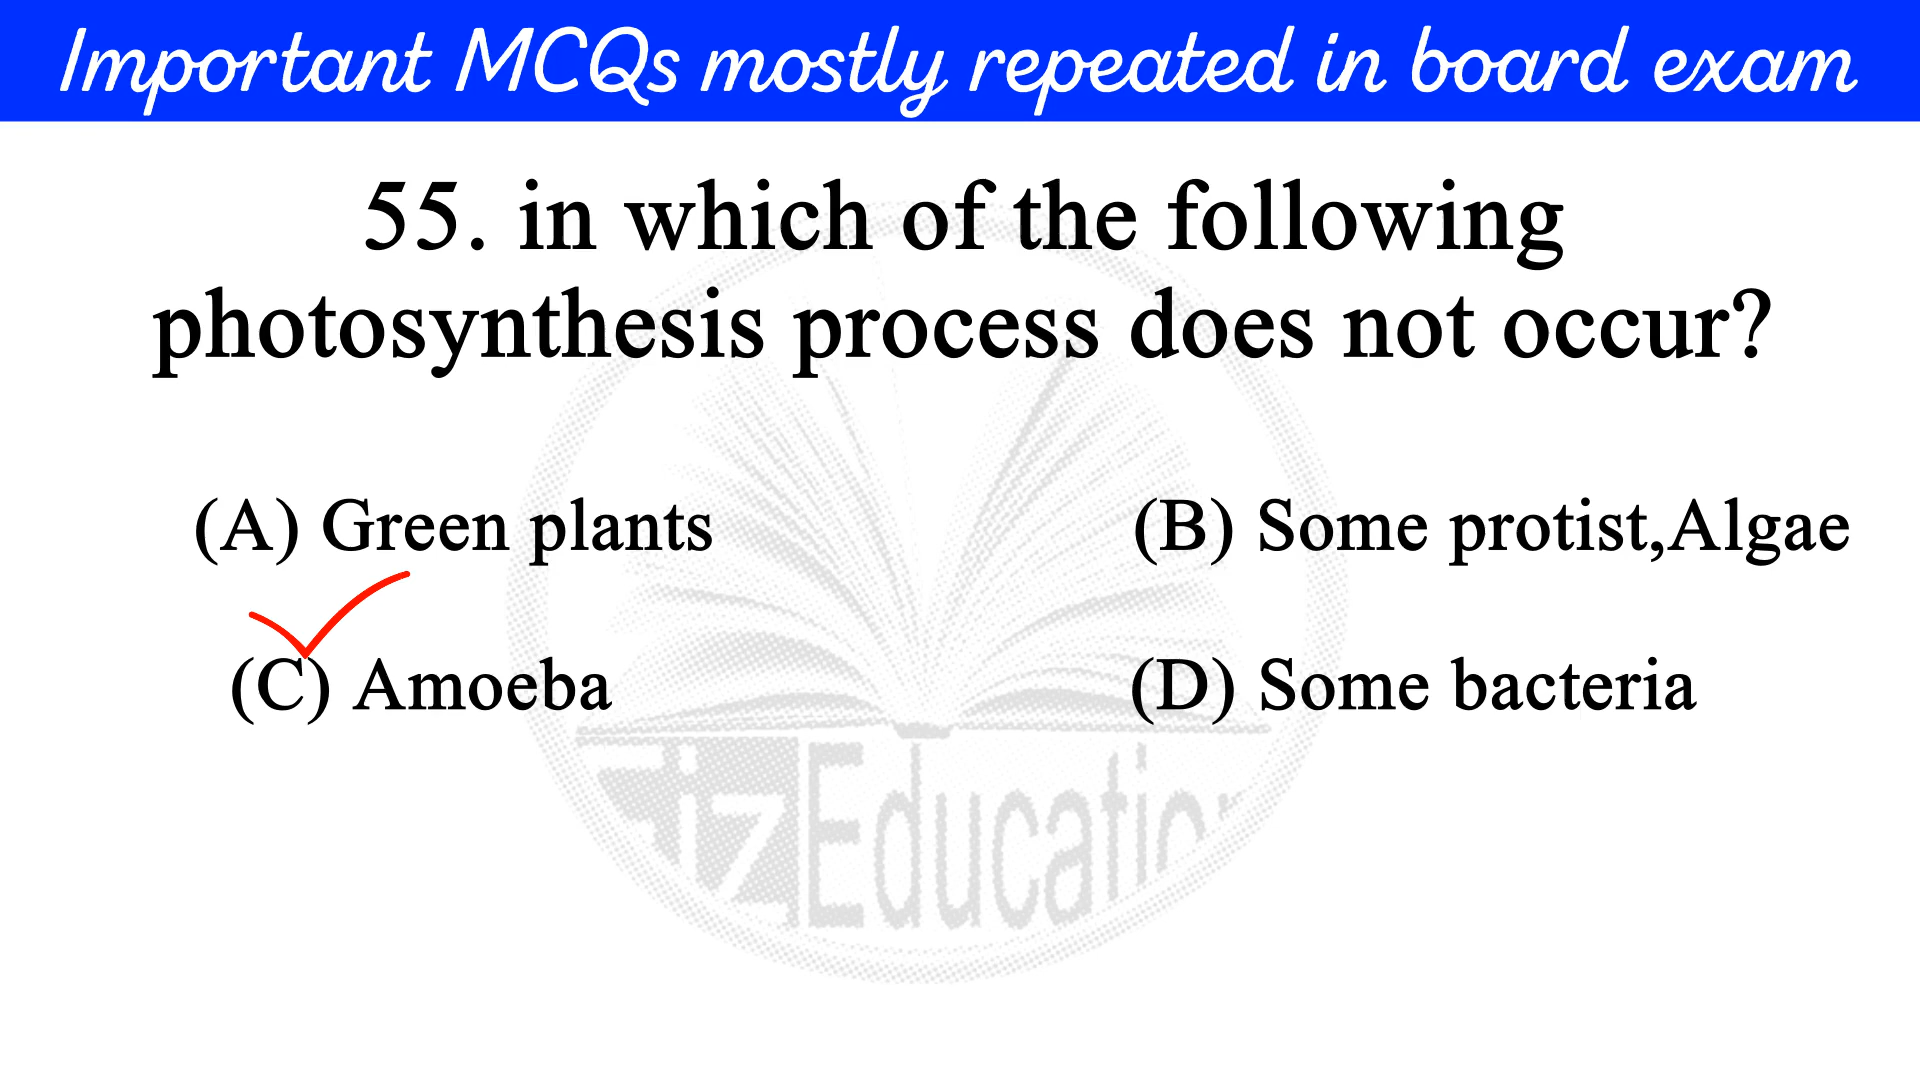 Important MCQs mostly repeated in board exam
55. in which of the following
photosynthesis process does not occur?
(A) Green plants
(B) Some protist,Algae
(C) Amoeba
(D) Some bacteria